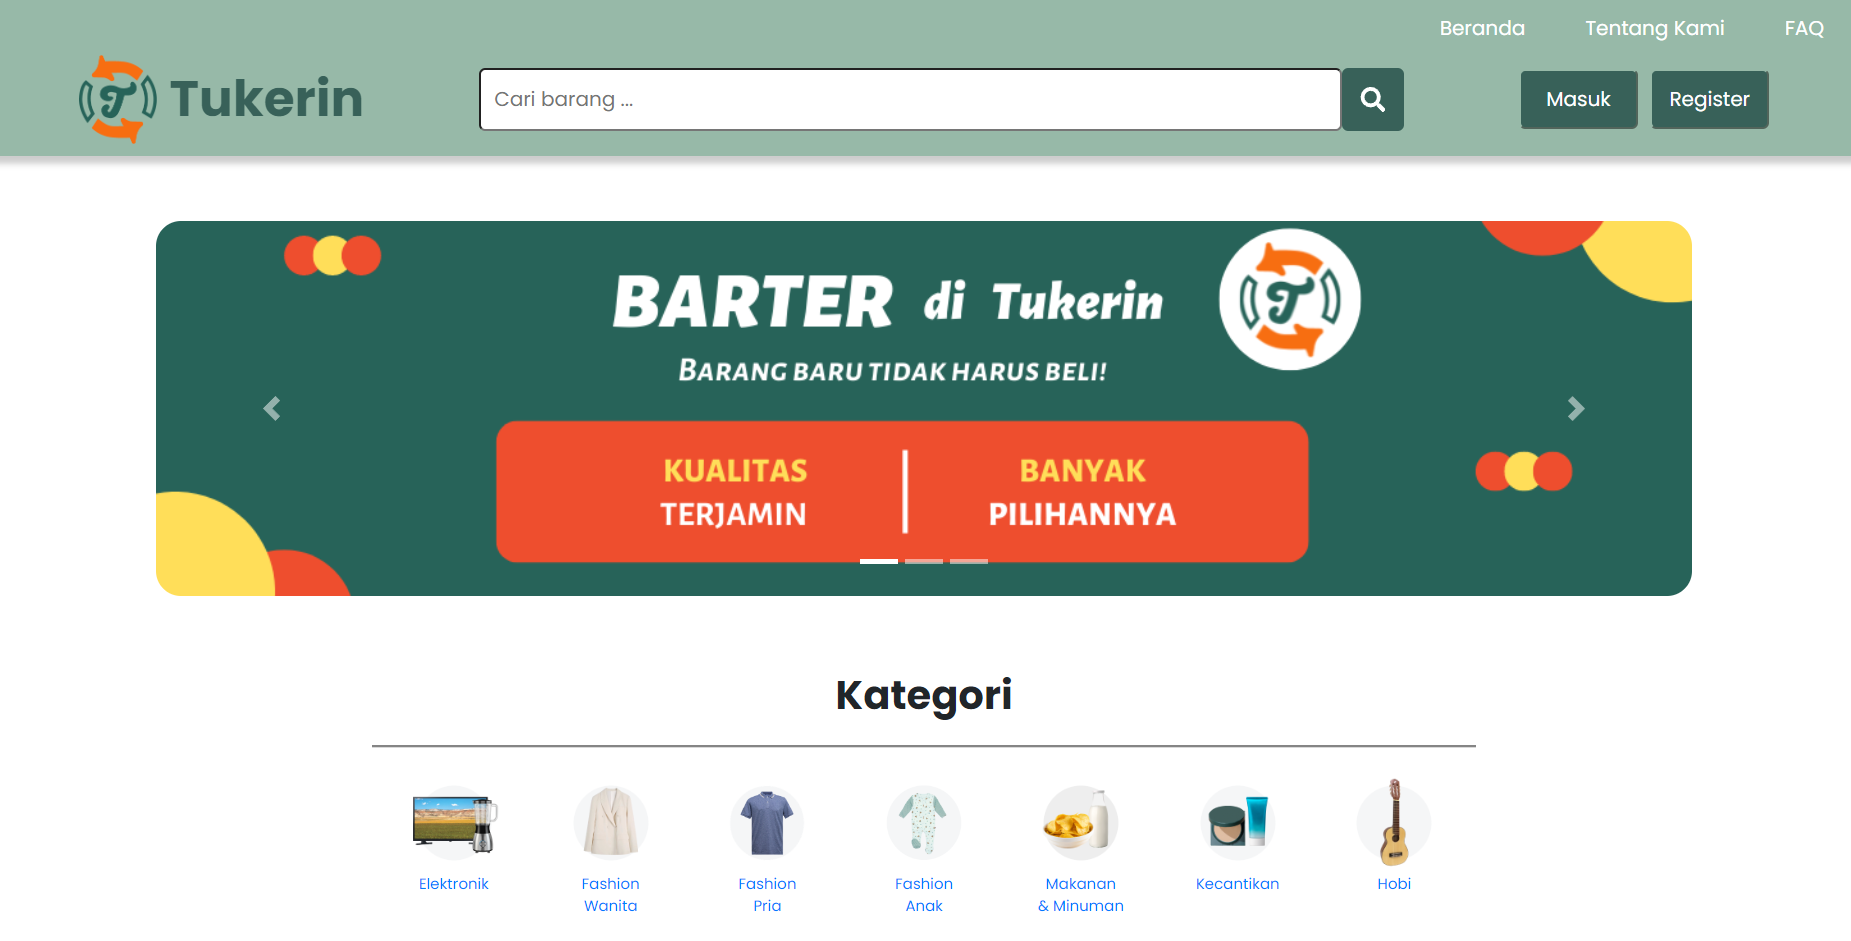 Beranda Tentang Kami FAQ
Tukerin
Cari barang ...
Masuk Register
BARTER di Tukerin
BARANG BARU TIDAK HARUS BELI!
KUALITAS
TERJAMIN
BANYAK
PILIHANNYA
Kategori
Elektronik
Fashion
Wanita
Fashion
Pria
Fashion
Anak
Makanan
& Minuman
Kecantikan
Hobi